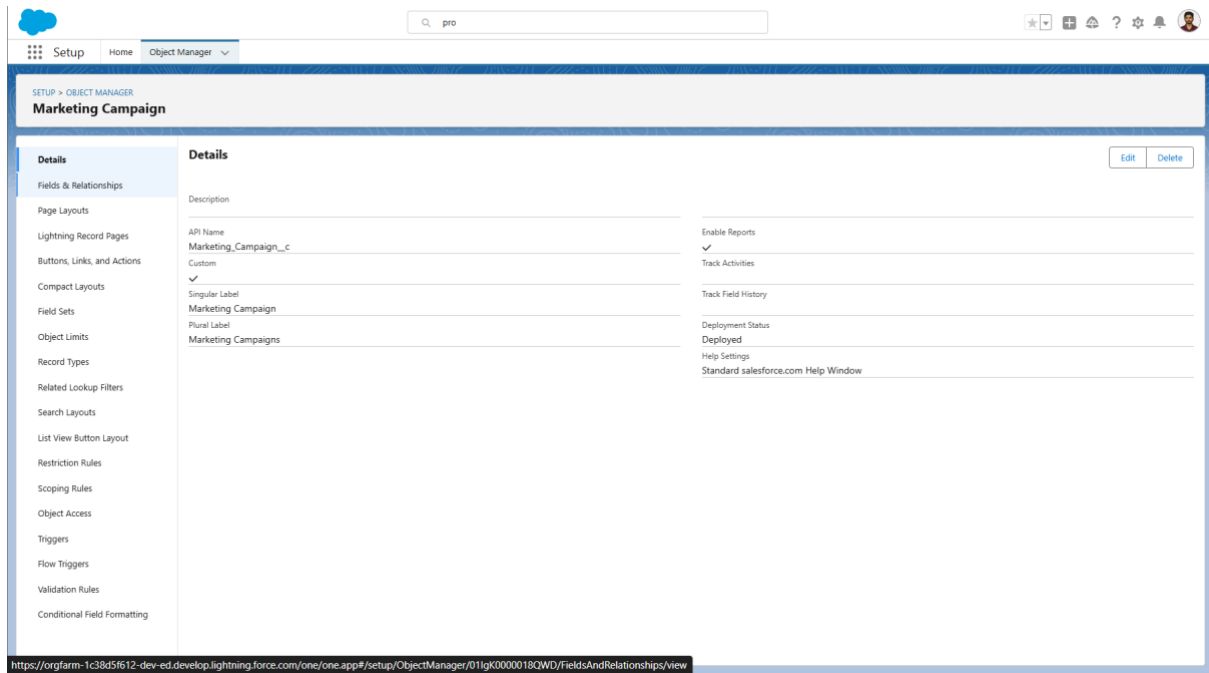 pro
Setup Home Object Manager
SETUP > OBJECT MANAGER
Marketing Campaign
Details
Fields & Relationships
Page Layouts
Lightning Record Pages
Buttons, Links, and Actions
Compact Layouts
Field Sets
Object Limits
Record Types
Related Lookup Filters
Search Layouts
List View Button Layout
Restriction Rules
Scoping Rules
Object Access
Triggers
Flow Triggers
Validation Rules
Conditional Field Formatting
Details
Edit Delete
Description
API Name
Marketing_Campaign__c
Custom
Singular Label
Marketing Campaign
Plural Label
Marketing Campaigns
Enable Reports
Track Activities
Track Field History
Deployment Status
Deployed
Help Settings
Standard salesforce.com Help Window
https://orgfarm-1c38d5f612-dev-ed.develop.lightning.force.com/one/one.app#/setup/ObjectManager/01IgK0000018QWD/FieldsAndRelationships/view